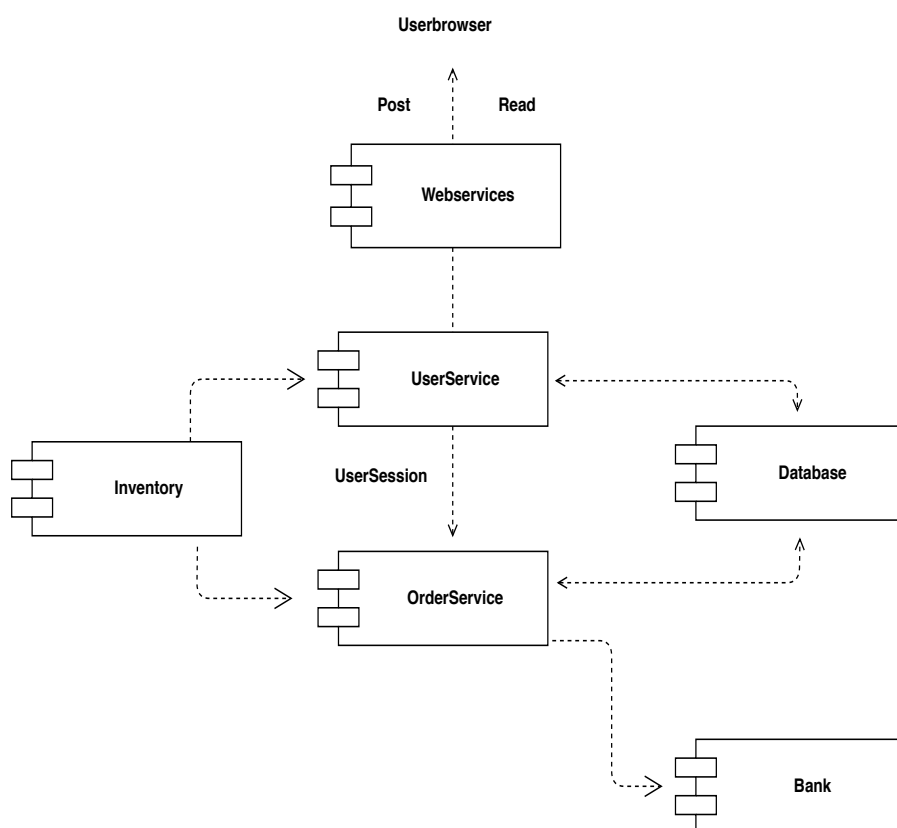 Userbrowser
Post
Read
Webservices
UserService
UserSession
Inventory
Database
OrderService
Bank